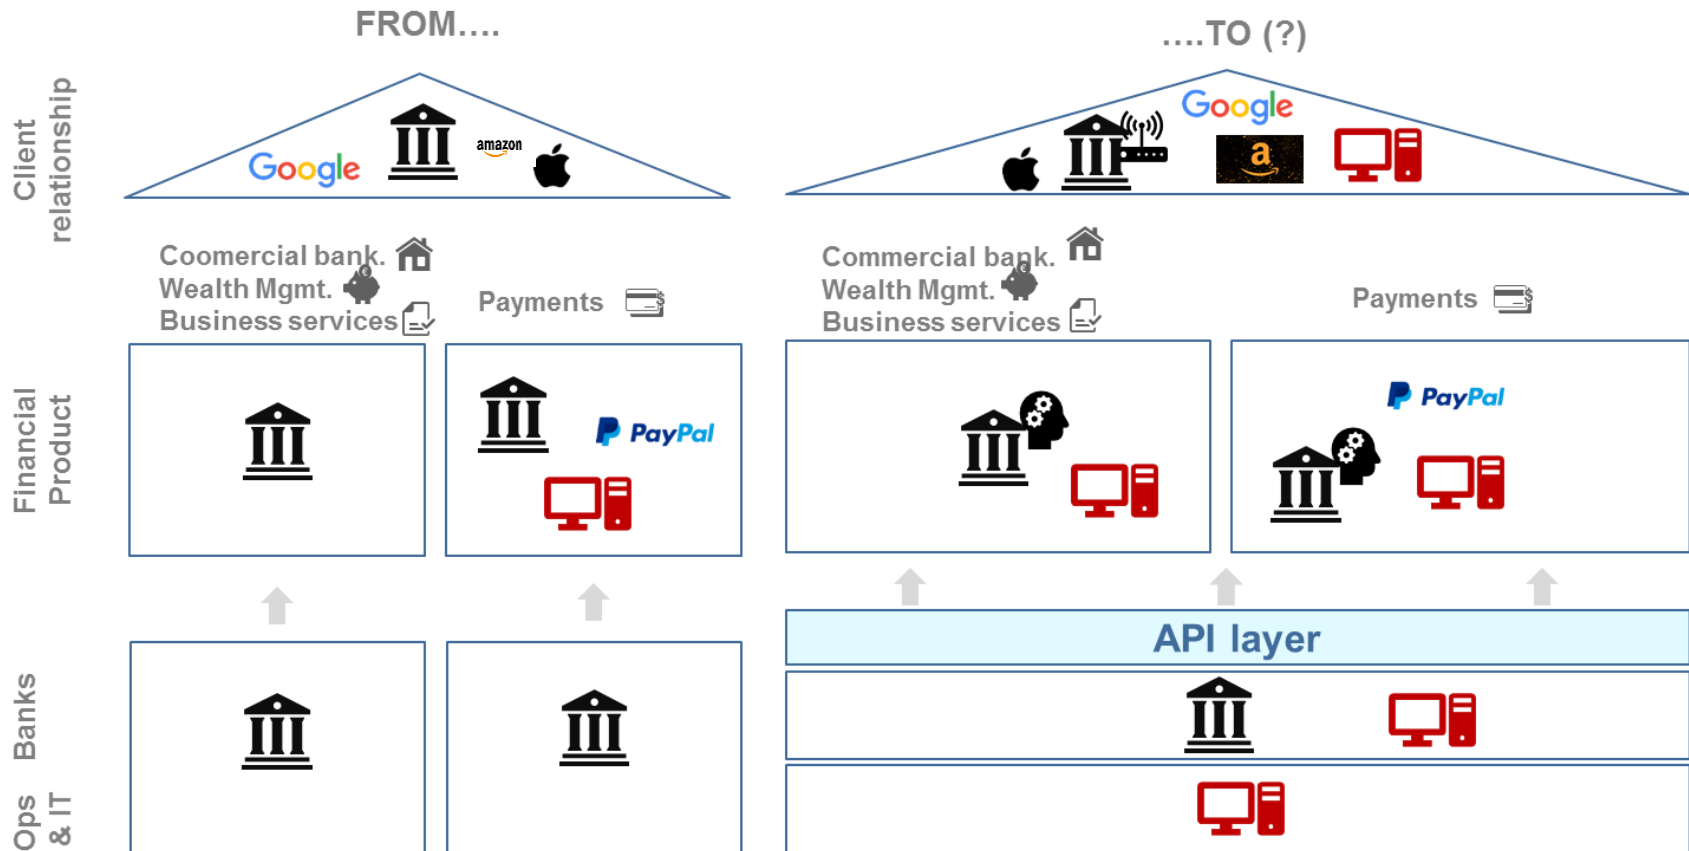 FROM....
....TO (?)
Client
relationship
Google
amazon
Google
a
Coomercial bank.
Wealth Mgmt.
Business services
Payments
Commercial bank.
Wealth Mgmt.
Business services
Payments
Financial
Product
PayPal
PayPal
API layer
Banks
Ops
& IT